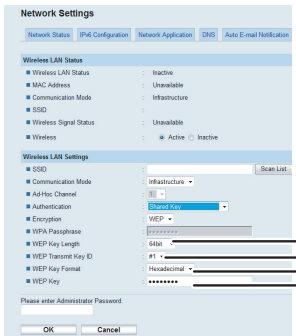 Network Settings
Network Status IPv6 Configuration Network Application DNS Auto E-mail Notification
Wireless LAN Status
Wireless LAN Status : Inactive
MAC Address : Unavailable
Communication Mode : Infrastructure
SSID :
Wireless Signal Status : Unavailable
Wireless : Active Inactive
Wireless LAN Settings
SSID : Scan List
Communication Mode : Infrastructure
Ad-Hoc Channel : 1
Authentication : Shared Key
Encryption : WEP
WPA Passphrase : ********
WEP Key Length : 64bit
WEP Transmit Key ID : #1
WEP Key Format : Hexadecimal
WEP Key : ••••••••
Please enter Administrator Password.
OK Cancel